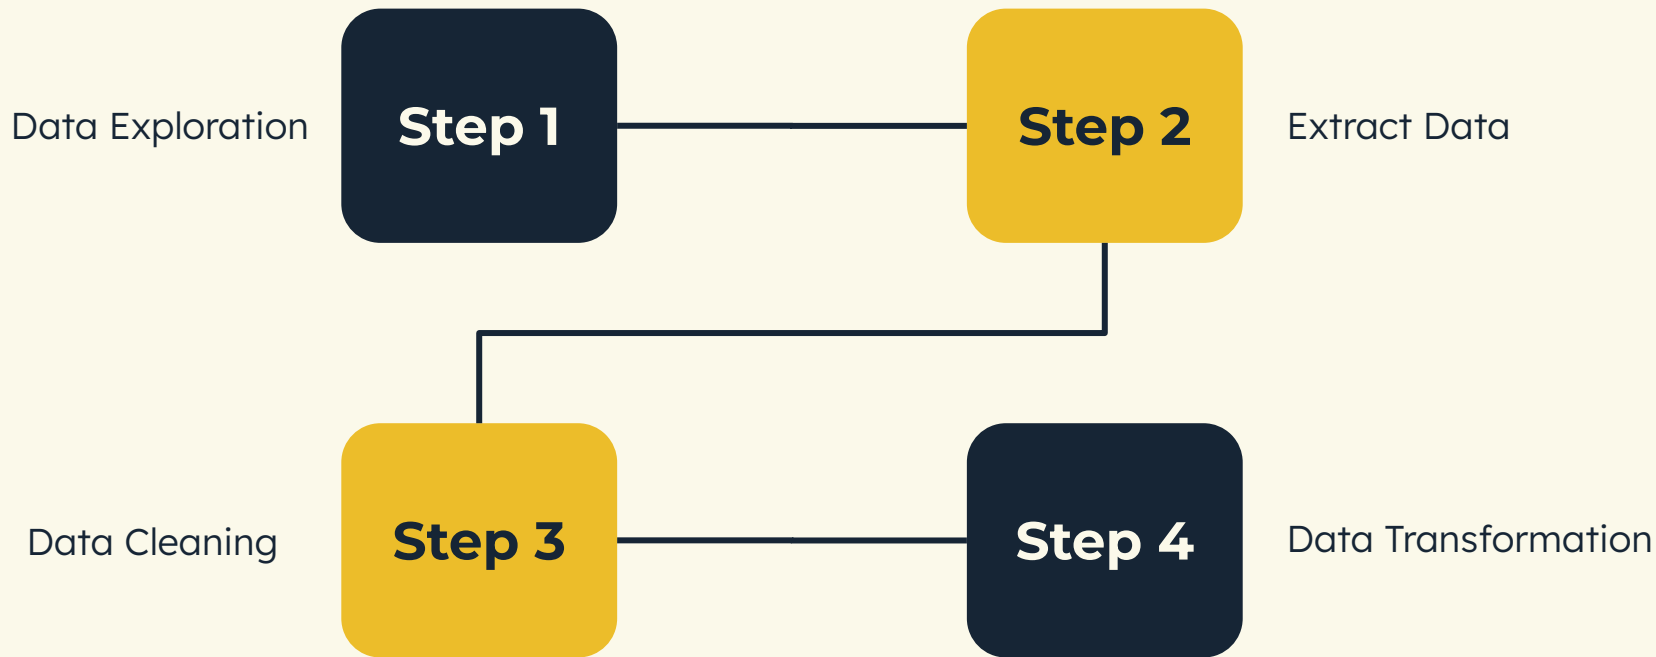 Data Exploration
Step 1
Step 2
Extract Data
Data Cleaning
Step 3
Step 4
Data Transformation